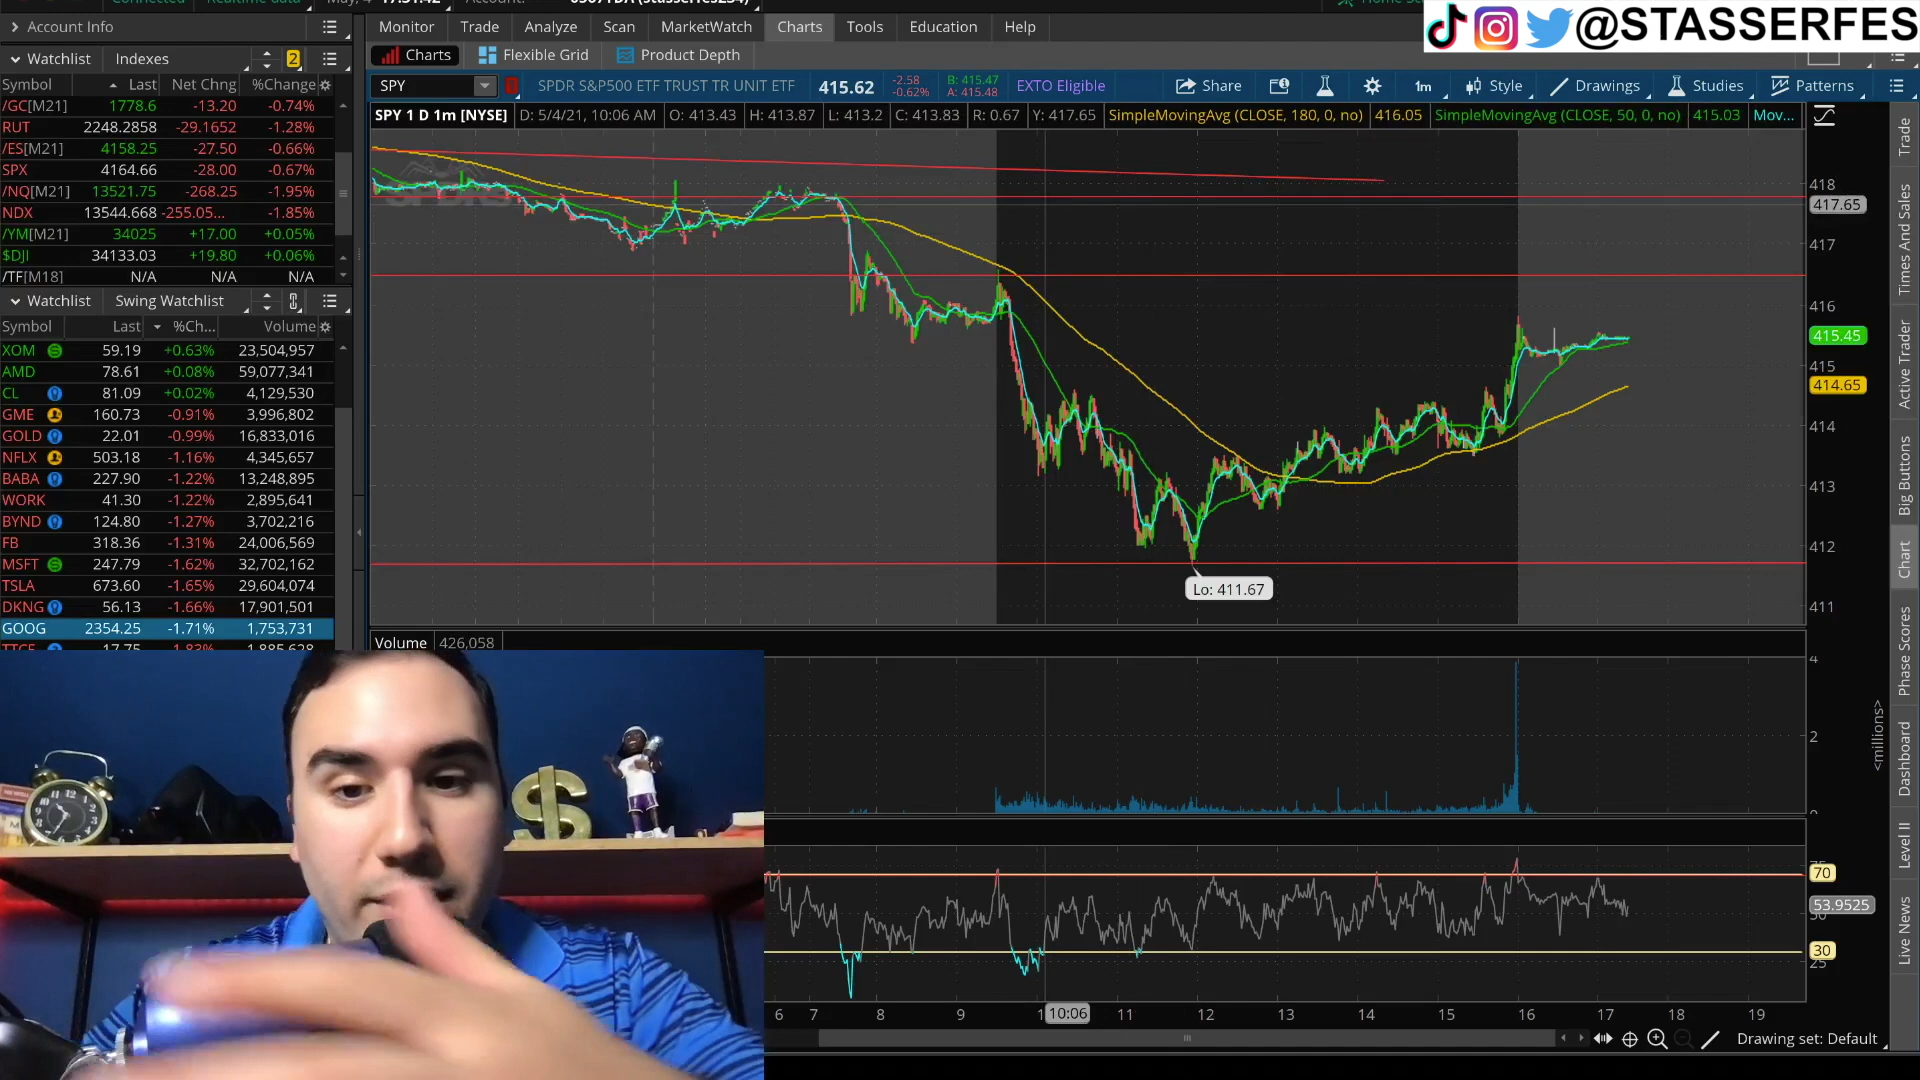 @STASSERFES
Account Info
Monitor Trade Analyze Scan MarketWatch Charts Tools Education Help
Watchlist Indexes 2
Charts Flexible Grid Product Depth
Symbol Last Net Chng %Change
SPY SPDR S&P500 ETF TRUST TR UNIT ETF 415.62 -2.58 -0.62% B: 415.47 A: 415.48 EXTO Eligible Share 1m Style Drawings Studies Patterns
/GC[M21] 1778.6 -13.20 -0.74%
SPY 1 D 1m [NYSE] D: 5/4/21, 10:06 AM O: 413.43 H: 413.87 L: 413.2 C: 413.83 R: 0.67 Y: 417.65 SimpleMovingAvg (CLOSE, 180, 0, no) 416.05 SimpleMovingAvg (CLOSE, 50, 0, no) 415.03 Mov...
RUT 2248.2858 -29.1652 -1.28%
/ES[M21] 4158.25 -27.50 -0.66%
SPX 4164.66 -28.00 -0.67%
/NQ[M21] 13521.75 -268.25 -1.95%
NDX 13544.668 -255.05... -1.85%
/YM[M21] 34025 +17.00 +0.05%
$DJI 34133.03 +19.80 +0.06%
/TF[M18] N/A N/A N/A
Watchlist Swing Watchlist
Symbol Last %Ch... Volume
XOM 59.19 +0.63% 23,504,957
AMD 78.61 +0.08% 59,077,341
CL 81.09 +0.02% 4,129,530
GME 160.73 -0.91% 3,996,802
GOLD 22.01 -0.99% 16,833,016
NFLX 503.18 -1.16% 4,345,657
BABA 227.90 -1.22% 13,248,895
WORK 41.30 -1.22% 2,895,641
BYND 124.80 -1.27% 3,702,216
FB 318.36 -1.31% 24,006,569
MSFT 247.79 -1.62% 32,702,162
TSLA 673.60 -1.65% 29,604,074
DKNG 56.13 -1.66% 17,901,501
GOOG 2354.25 -1.71% 1,753,731
418
417.65
417
416
415.45
415
414.65
414
413
412
411
Lo: 411.67
Volume 426,058
4
2
<millions>
70
53.9525
30
25
6 7 8 9 10:06 11 12 13 14 15 16 17 18 19
Drawing set: Default
Trade
Times And Sales
Active Trader
Big Buttons
Chart
Phase Scores
Dashboard
Level II
Live News